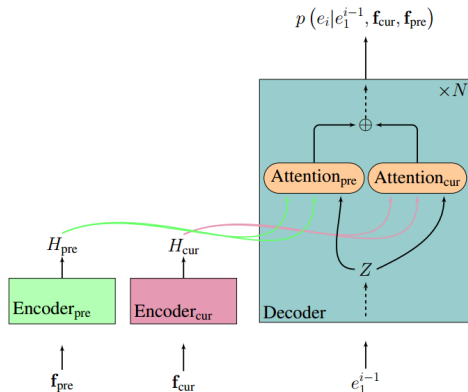 p (e_i|e_1^{i-1}, f_cur, f_pre)
×N
⊕
Attention_pre
Attention_cur
H_pre
H_cur
Z
Encoder_pre
Encoder_cur
Decoder
f_pre
f_cur
e_1^{i-1}